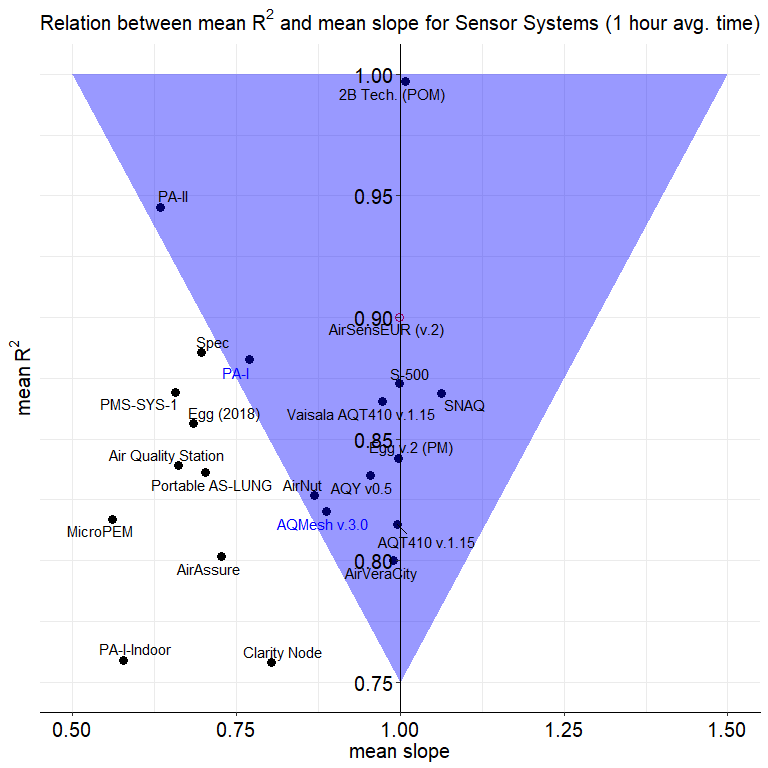 Relation between mean R2 and mean slope for Sensor Systems (1 hour avg. time)
1.00
2B Tech. (POM)
PA-II
0.95
0.90
AirSensEUR (v.2)
Spec
PA-I
S-500
PMS-SYS-1
SNAQ
Egg (2018)
Vaisala AQT410 v.1.15
0.85
Egg v.2 (PM)
Air Quality Station
Portable AS-LUNG
AirNut
AQY v0.5
MicroPEM
AQMesh v.3.0
AQT410 v.1.15
0.80
AirAssure
AirVeraCity
PA-I-Indoor
Clarity Node
0.75
mean R2
0.50
0.75
1.00
1.25
1.50
mean slope